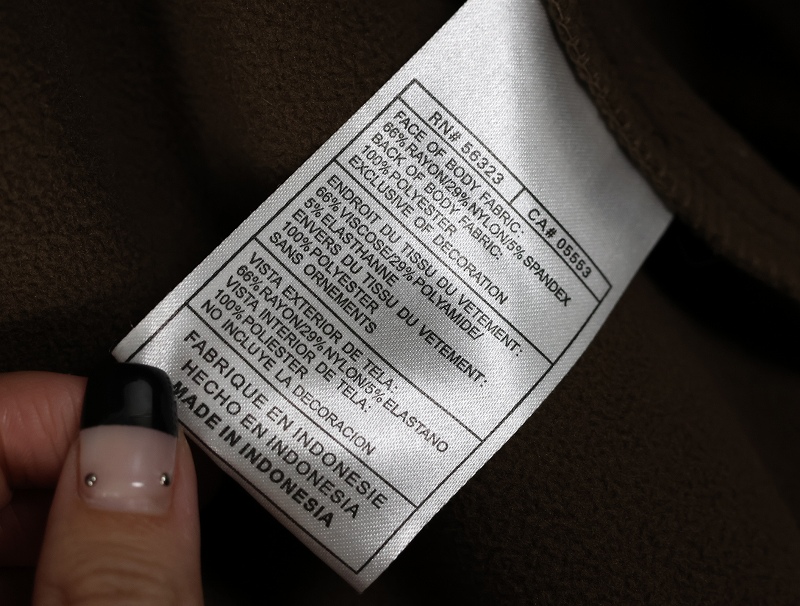 RN# 56323 CA# 05553
FACE OF BODY FABRIC:
66% RAYON/29% NYLON/5% SPANDEX
BACK OF BODY FABRIC:
100% POLYESTER
EXCLUSIVE OF DECORATION
ENDROIT DU TISSU DU VETEMENT:
66% VISCOSE/29% POLYAMIDE/
5% ELASTHANNE
ENVERS DU TISSU DU VETEMENT:
100% POLYESTER
SANS ORNEMENTS
VISTA EXTERIOR DE TELA:
66% RAYON/29% NYLON/5% ELASTANO
VISTA INTERIOR DE TELA:
100% POLIESTER
NO INCLUYE LA DECORACION
FABRIQUE EN INDONESIE
HECHO EN INDONESIA
MADE IN INDONESIA